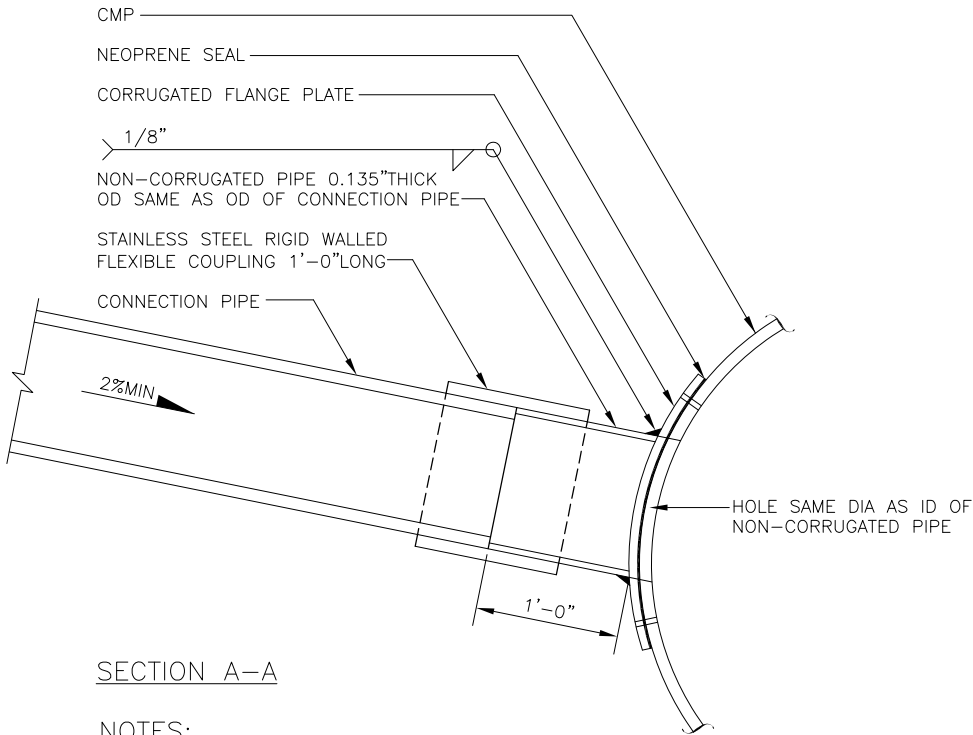 CMP
NEOPRENE SEAL
CORRUGATED FLANGE PLATE
1/8"
NON-CORRUGATED PIPE 0.135"THICK
OD SAME AS OD OF CONNECTION PIPE
STAINLESS STEEL RIGID WALLED
FLEXIBLE COUPLING 1'-0"LONG
CONNECTION PIPE
2%MIN
HOLE SAME DIA AS ID OF
NON-CORRUGATED PIPE
1'-0"
SECTION A-A
NOTES: